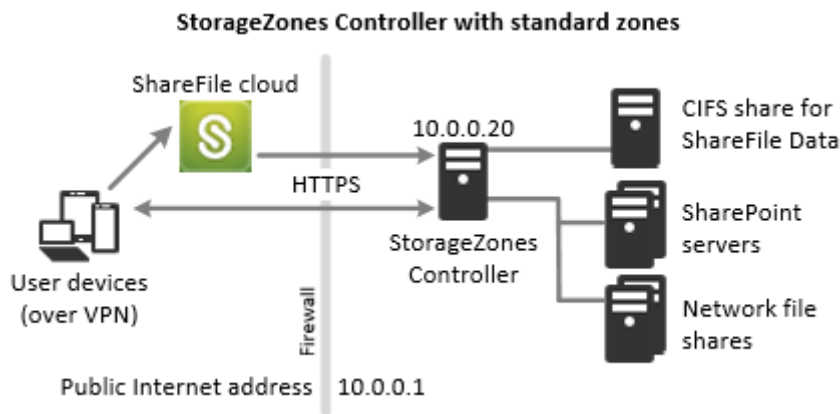 StorageZones Controller with standard zones
ShareFile cloud
S
10.0.0.20
CIFS share for
ShareFile Data
HTTPS
StorageZones
Controller
SharePoint
servers
User devices
(over VPN)
Network file
shares
Firewall
Public Internet address
10.0.0.1